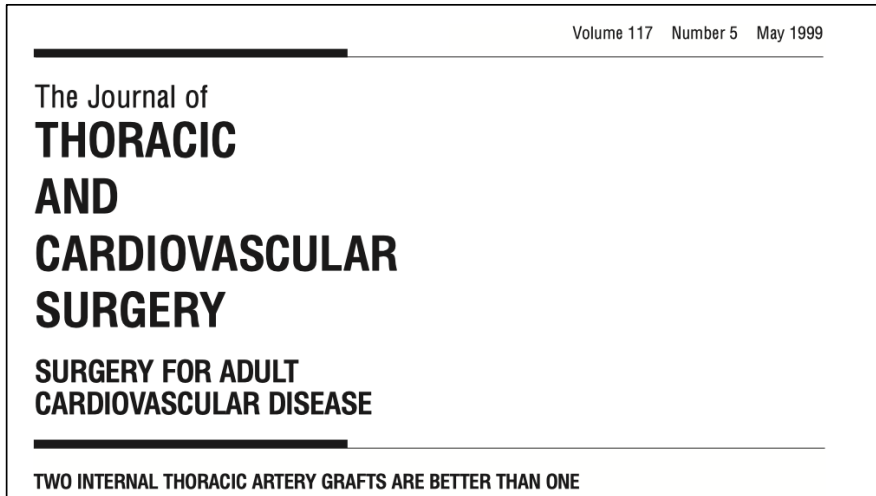 Volume 117 Number 5 May 1999
The Journal of
THORACIC
AND
CARDIOVASCULAR
SURGERY
SURGERY FOR ADULT
CARDIOVASCULAR DISEASE
TWO INTERNAL THORACIC ARTERY GRAFTS ARE BETTER THAN ONE